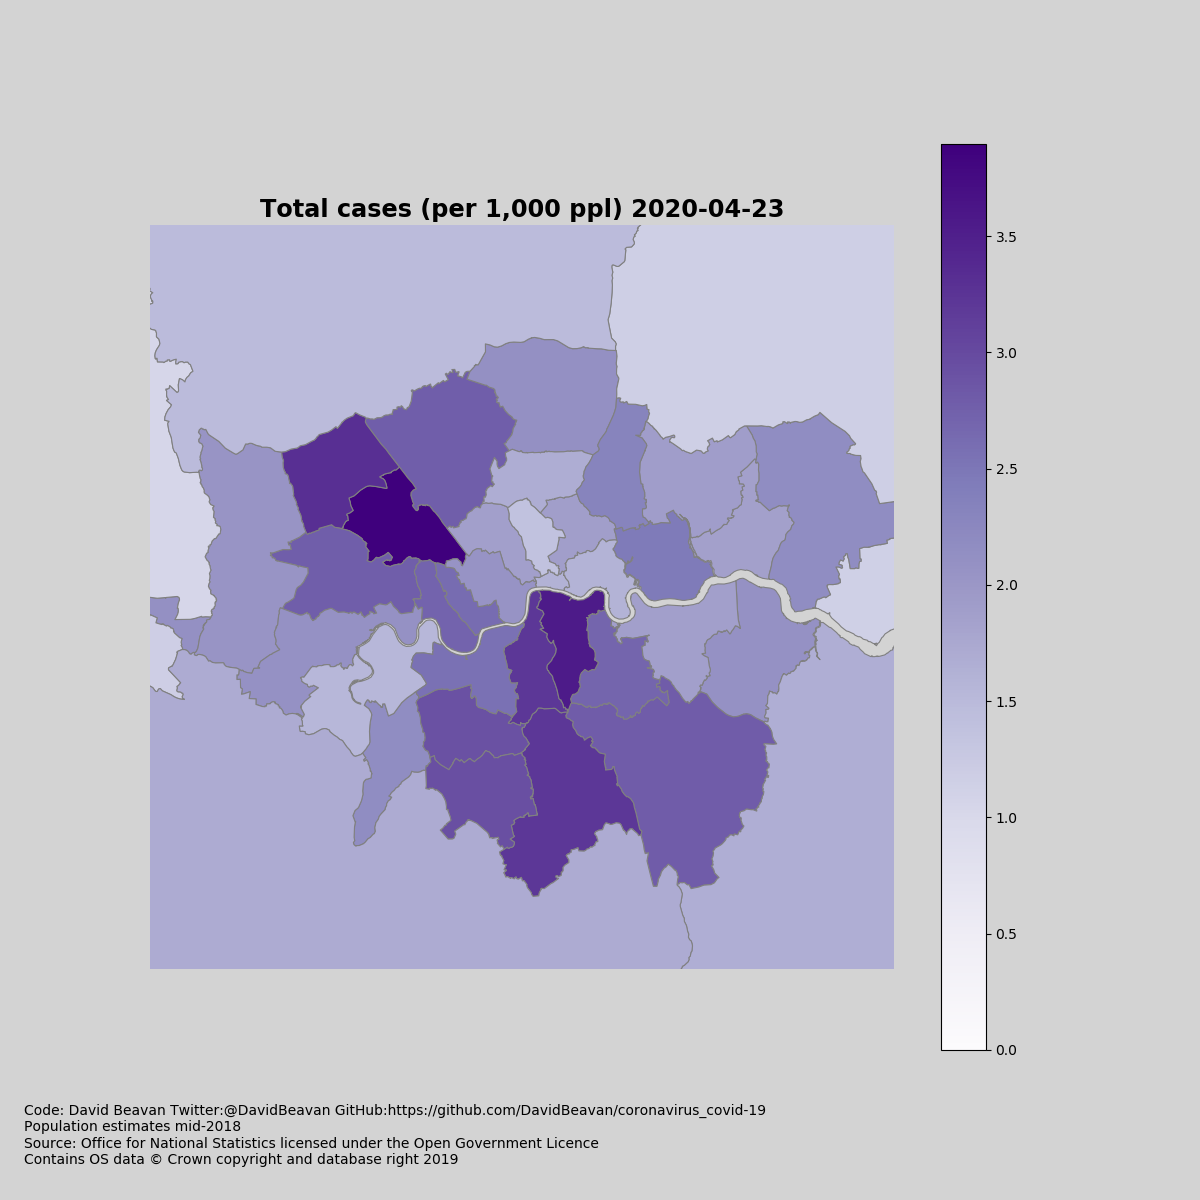 Total cases (per 1,000 ppl) 2020-04-23
3.5
3.0
2.5
2.0
1.5
1.0
0.5
0.0
Code: David Beavan Twitter:@DavidBeavan GitHub:https://github.com/DavidBeavan/coronavirus_covid-19
Population estimates mid-2018
Source: Office for National Statistics licensed under the Open Government Licence
Contains OS data © Crown copyright and database right 2019